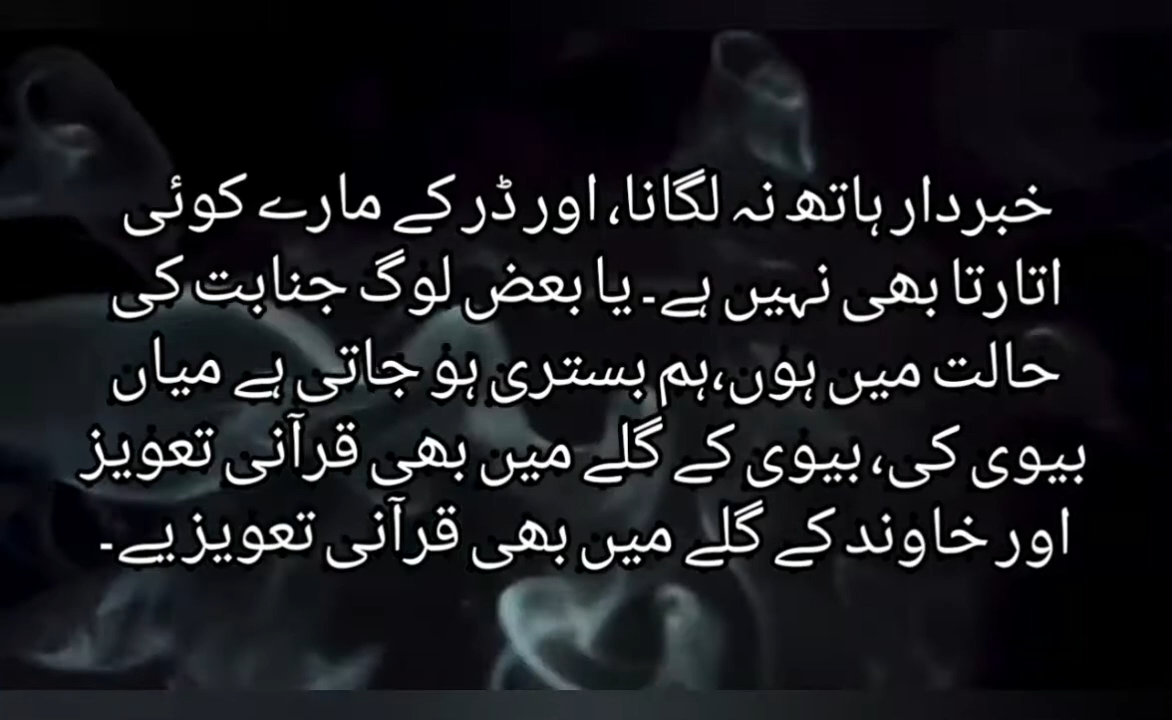 خبردار ہاتھ نہ لگانا، اور ڈر کے مارے کوئی
اتارتا بھی نہیں ہے۔ یا بعض لوگ جنابت کی
حالت میں ہوں،ہم بستری ہو جاتی ہے میاں
بیوی کی، بیوی کے گلے میں بھی قرآنی تعویز
اور خاوند کے گلے میں بھی قرآنی تعویز یے۔